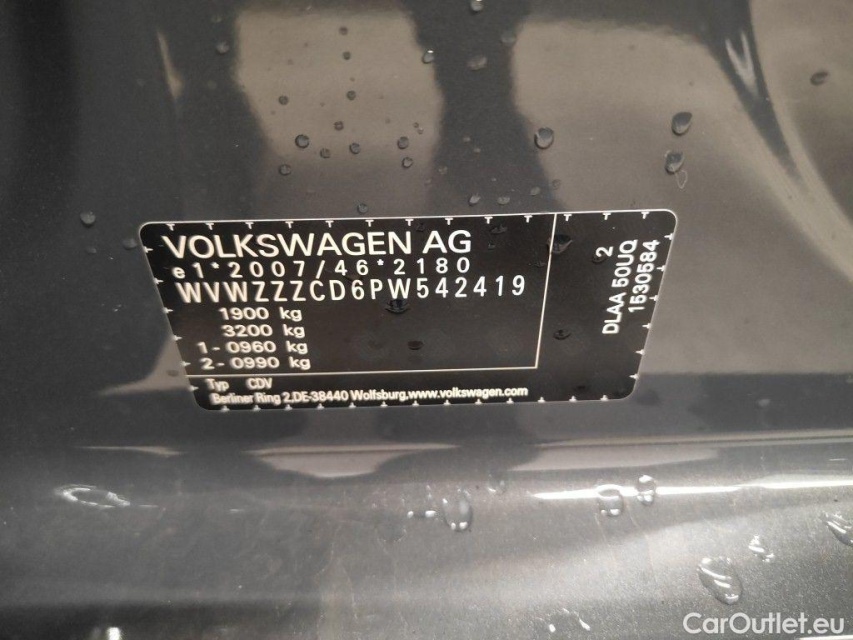 VOLKSWAGEN AG
e1*2007/46*2180
WVWZZZCD6PW542419
1900 kg
3200 kg
1-0960 kg
2-0990 kg
Typ CDV
Berliner Ring 2,DE-38440 Wolfsburg,www.volkswagen.com
2
DLAA 50UQ
1530584
CarOutlet.eu